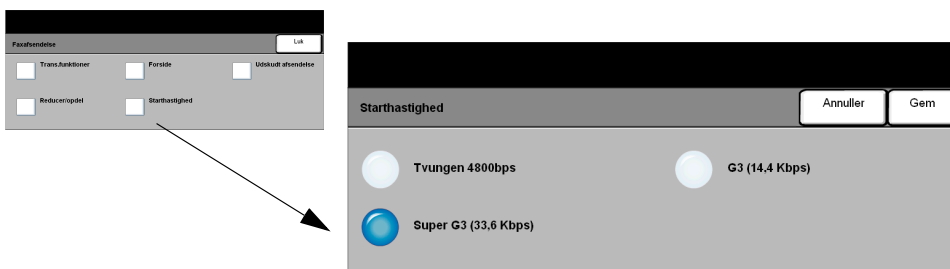 Faxafsendelse
Luk
Trans.funktioner
Forside
Udskudt afsendelse
Reducer/opdel
Starthastighed
Starthastighed
Annuller
Gem
Tvungen 4800bps
G3 (14,4 Kbps)
Super G3 (33,6 Kbps)